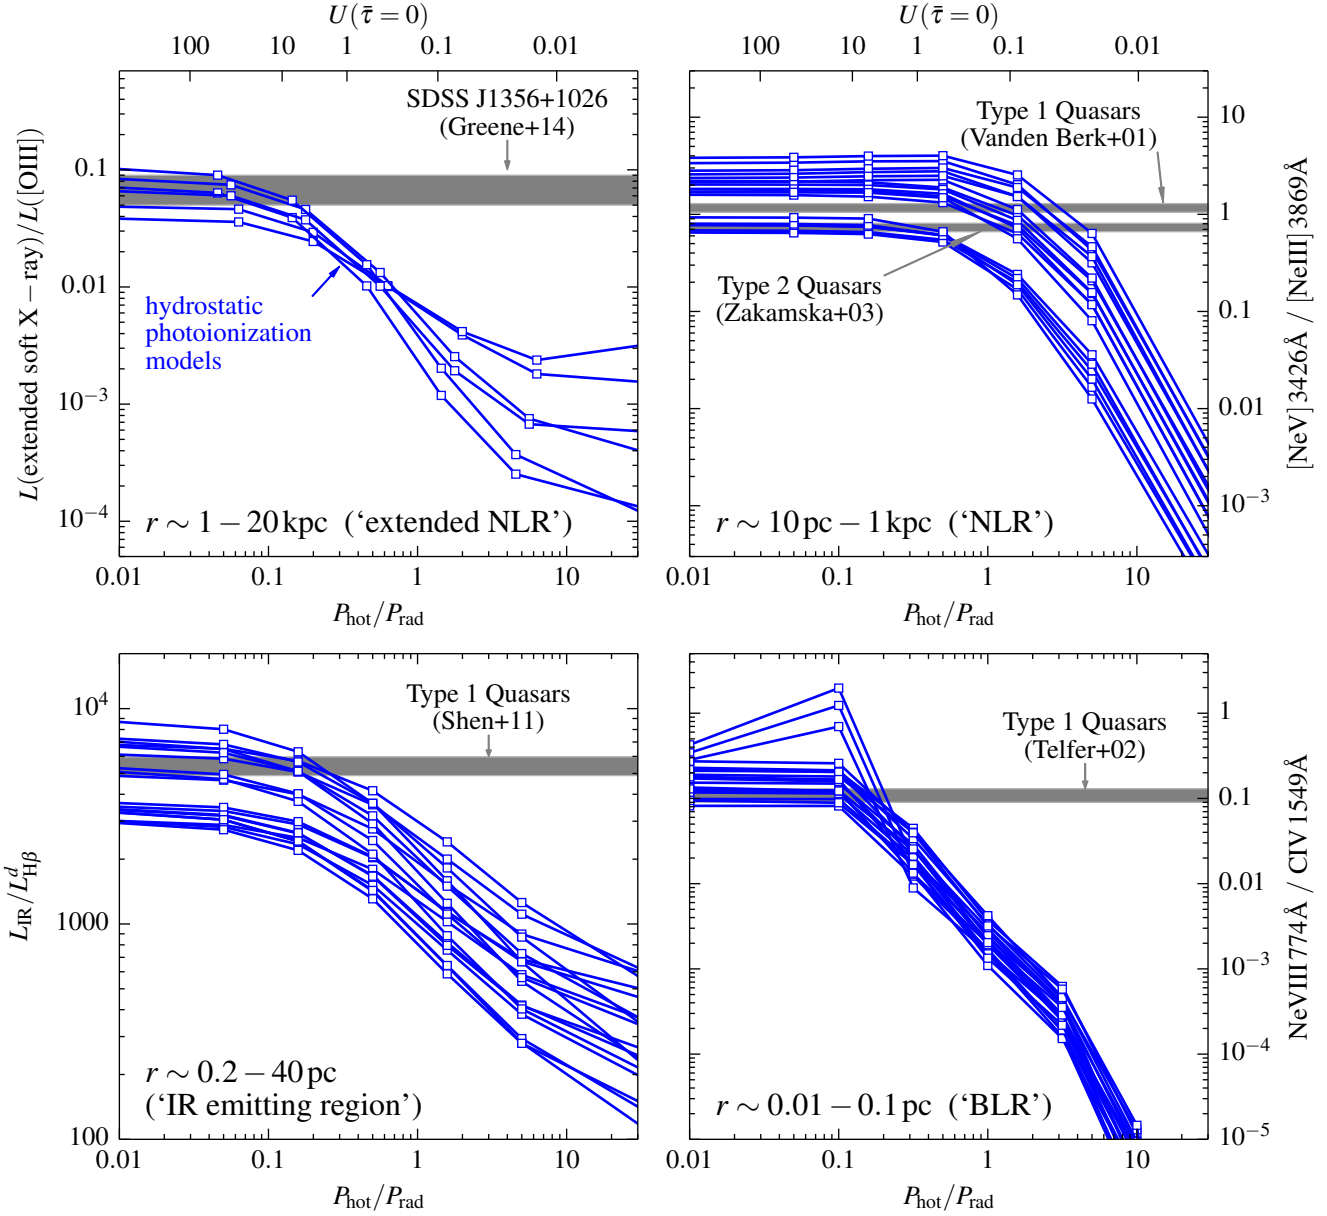 U(τ̄ = 0)
100 10 1 0.1 0.01
U(τ̄ = 0)
100 10 1 0.1 0.01
L(extended soft X − ray)/L([OIII])
0.1
0.01
10⁻³
10⁻⁴
SDSS J1356+1026
(Greene+14)
hydrostatic
photoionization
models
r ∼ 1 − 20 kpc (‘extended NLR’)
0.01 0.1 1 10
P_hot/P_rad
Type 1 Quasars
(Vanden Berk+01)
Type 2 Quasars
(Zakamska+03)
r ∼ 10 pc − 1 kpc (‘NLR’)
10
1
0.1
0.01
10⁻³
[NeV] 3426Å / [NeIII] 3869Å
0.01 0.1 1 10
P_hot/P_rad
L_IR/L^d_Hβ
10⁴
1000
100
Type 1 Quasars
(Shen+11)
r ∼ 0.2 − 40 pc
(‘IR emitting region’)
0.01 0.1 1 10
P_hot/P_rad
Type 1 Quasars
(Telfer+02)
r ∼ 0.01 − 0.1 pc (‘BLR’)
1
0.1
0.01
10⁻³
10⁻⁴
10⁻⁵
NeVIII 774Å / CIV 1549Å
0.01 0.1 1 10
P_hot/P_rad